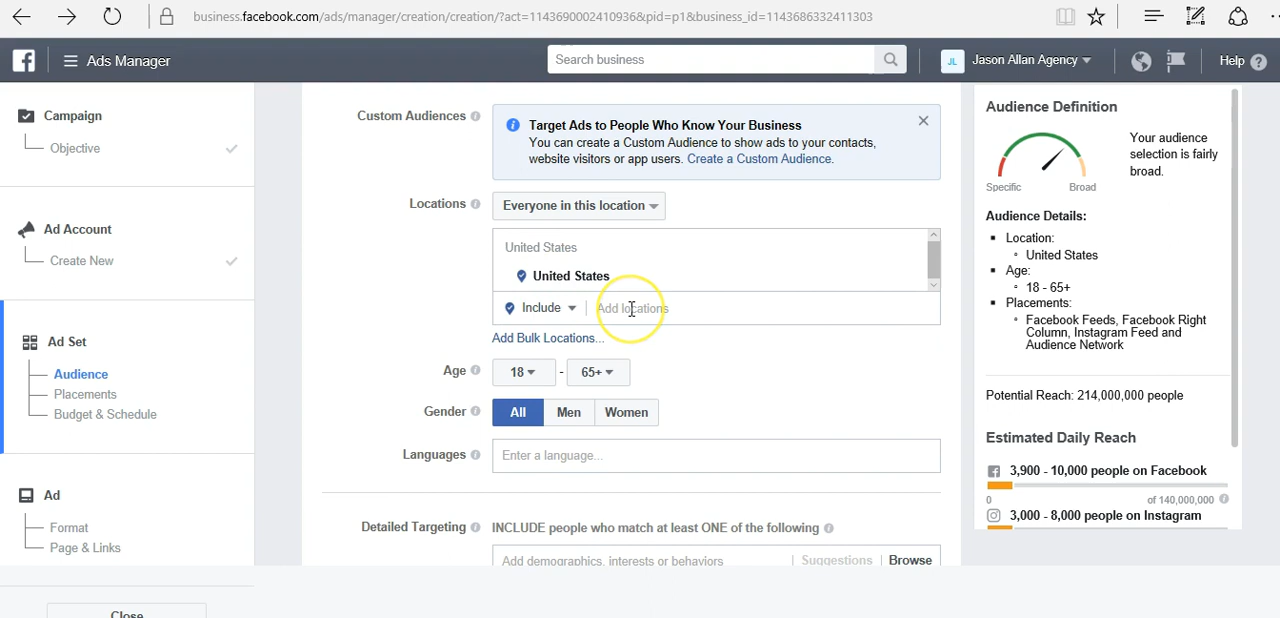 business.facebook.com/ads/manager/creation/creation/?act=114369000241093&pid=p1&business_id=1143686332411303
Ads Manager
Search business
JL
Jason Allan Agency
Help
Campaign
Objective
Ad Account
Create New
Ad Set
Audience
Placements
Budget & Schedule
Ad
Format
Page & Links
Close
Custom Audiences
Target Ads to People Who Know Your Business
You can create a Custom Audience to show ads to your contacts,
website visitors or app users. Create a Custom Audience.
Locations
Everyone in this location
United States
United States
Include
Add locations
Add Bulk Locations...
Age
18
-
65+
Gender
All
Men
Women
Languages
Enter a language...
Detailed Targeting
INCLUDE people who match at least ONE of the following
Add demographics, interests or behaviors
Suggestions
Browse
Audience Definition
Specific
Broad
Your audience
selection is fairly
broad.
Audience Details:
Location:
United States
Age:
18 - 65+
Placements:
Facebook Feeds, Facebook Right
Column, Instagram Feed and
Audience Network
Potential Reach: 214,000,000 people
Estimated Daily Reach
3,900 - 10,000 people on Facebook
0
of 140,000,000
3,000 - 8,000 people on Instagram